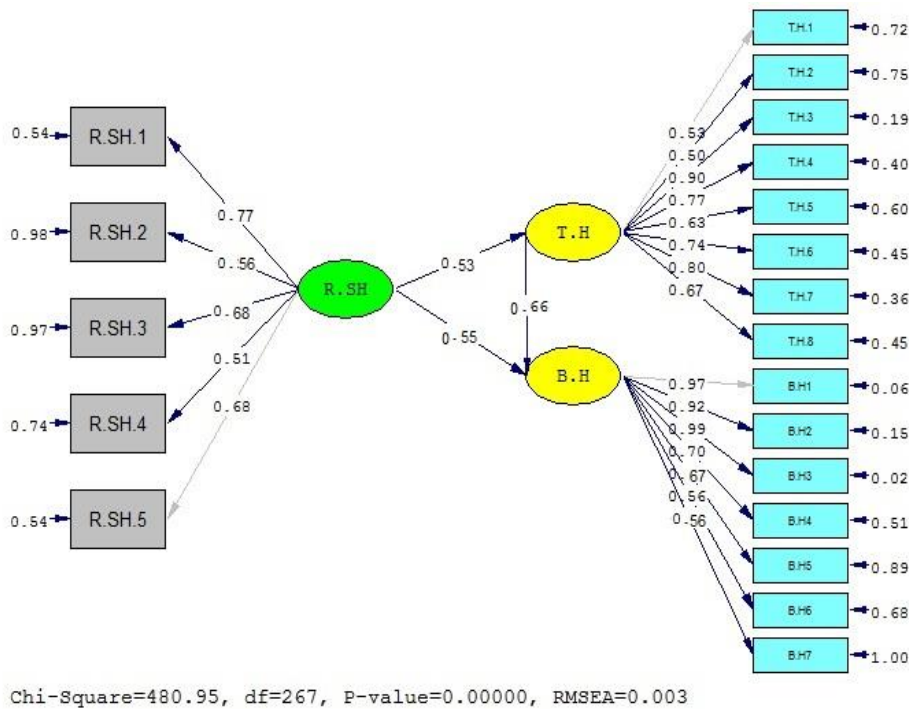 0.54
R.SH.1
0.98
R.SH.2
0.97
R.SH.3
0.74
R.SH.4
0.54
R.SH.5
0.77
0.56
0.68
0.51
0.68
R.SH
0.53
0.55
T.H
0.66
B.H
0.53
0.50
0.90
0.77
0.63
0.74
0.80
0.67
0.97
0.92
0.99
0.70
0.67
0.56
0.56
T.H.1
0.72
T.H.2
0.75
T.H.3
0.19
T.H.4
0.40
T.H.5
0.60
T.H.6
0.45
T.H.7
0.36
T.H.8
0.45
B.H1
0.06
B.H2
0.15
B.H3
0.02
B.H4
0.51
B.H5
0.89
B.H6
0.68
B.H7
1.00
Chi-Square=480.95, df=267, P-value=0.00000, RMSEA=0.003